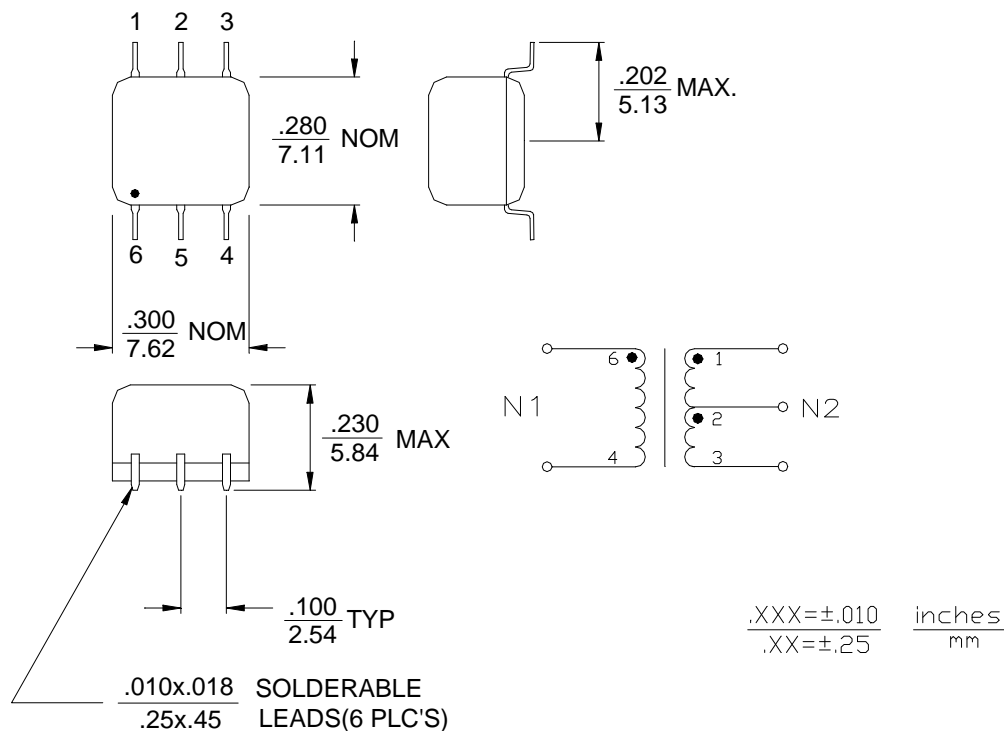 1 2 3
.202
5.13 MAX.
.280
7.11 NOM
6 5 4
.300
7.62 NOM
6 1
N1 N2
2
4 3
.230
5.84 MAX
.100
2.54 TYP
.XXX=±.010 inches
.XX=±.25 mm
.010x.018 SOLDERABLE
.25x.45 LEADS(6 PLC'S)